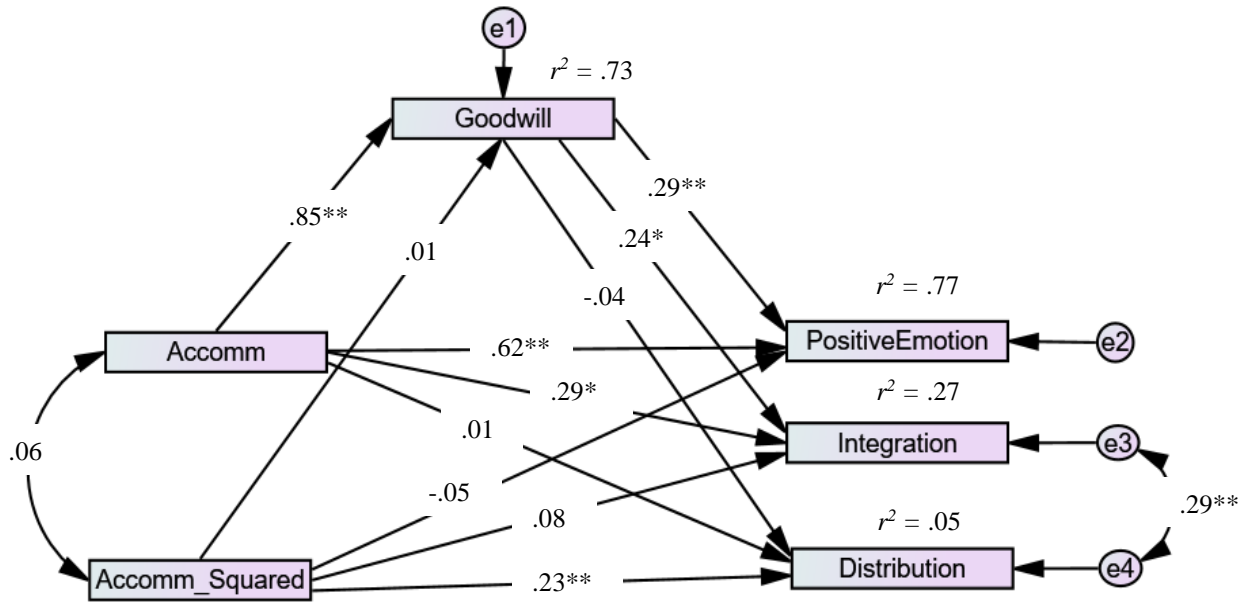 e1
r² = .73
Goodwill
.29**
.85**
.24*
.01
-.04
r² = .77
PositiveEmotion
e2
Accomm
.62**
r² = .27
.29*
.01
Integration
e3
.06
-.05
.08
.29**
r² = .05
Accomm_Squared
.23**
Distribution
e4